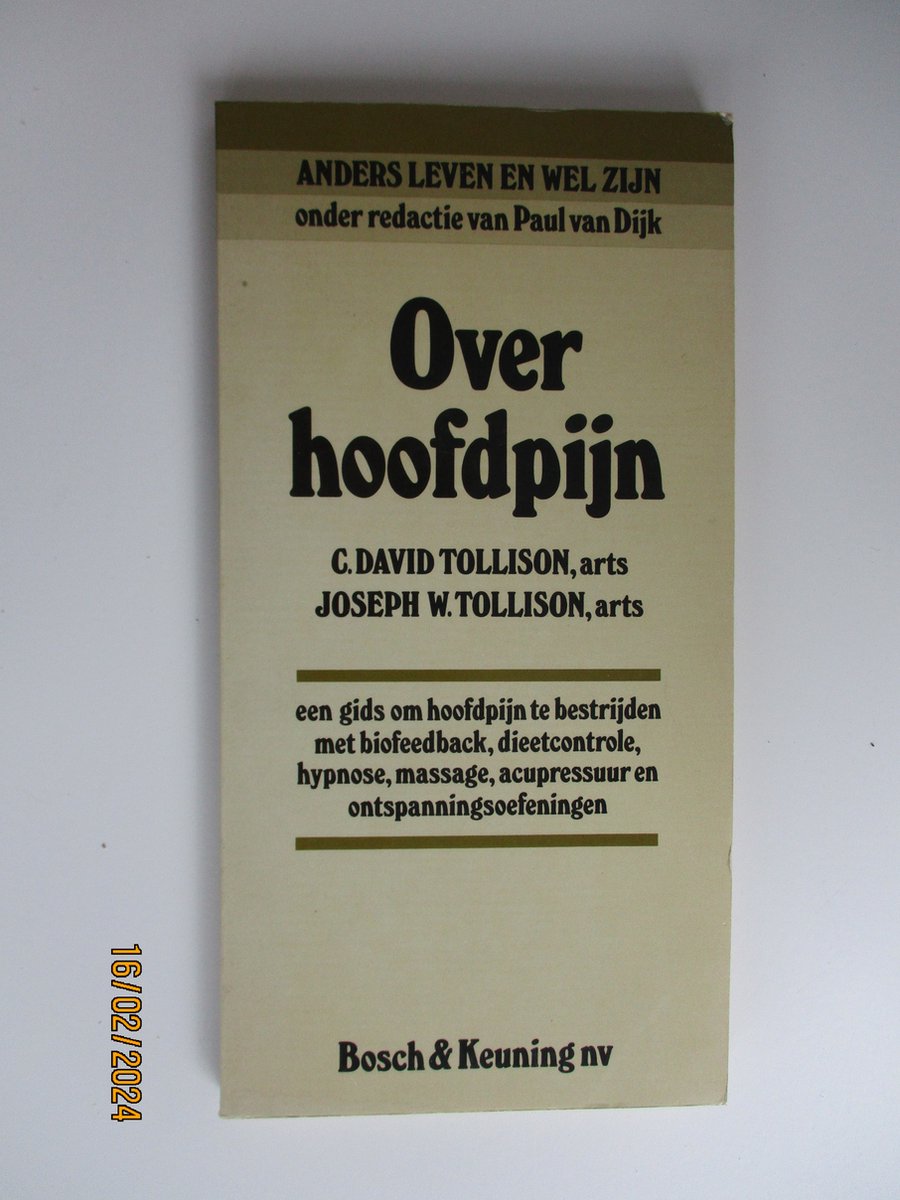 ANDERS LEVEN EN WEL ZIJN
onder redactie van Paul van Dijk
Over
hoofdpijn
C. DAVID TOLLISON, arts
JOSEPH W. TOLLISON, arts
een gids om hoofdpijn te bestrijden
met biofeedback, dieetcontrole,
hypnose, massage, acupressuur en
ontspanningsoefeningen
Bosch & Keuning nv
16/02/2024